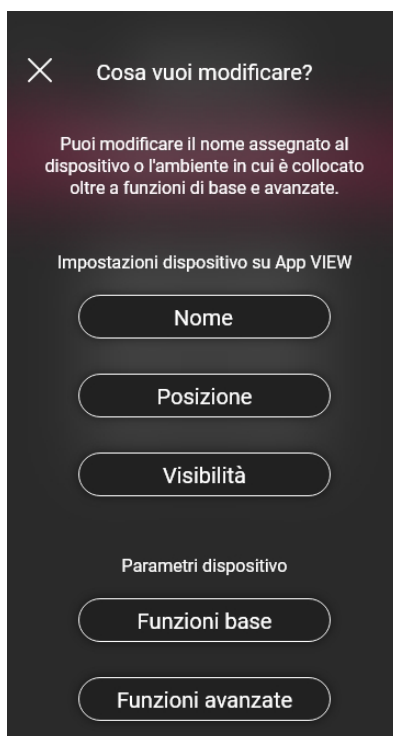 Cosa vuoi modificare?
Puoi modificare il nome assegnato al
dispositivo o l'ambiente in cui è collocato
oltre a funzioni di base e avanzate.
Impostazioni dispositivo su App VIEW
Nome
Posizione
Visibilità
Parametri dispositivo
Funzioni base
Funzioni avanzate